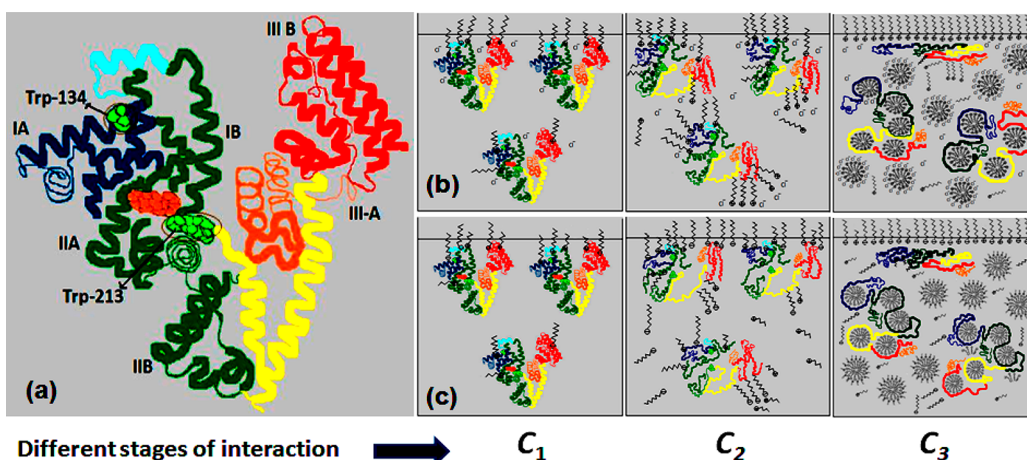 III B
Trp-134
IA
IB
III-A
IIA
Trp-213
IIB
(a)
(b)
(c)
Different stages of interaction
C1
C2
C3